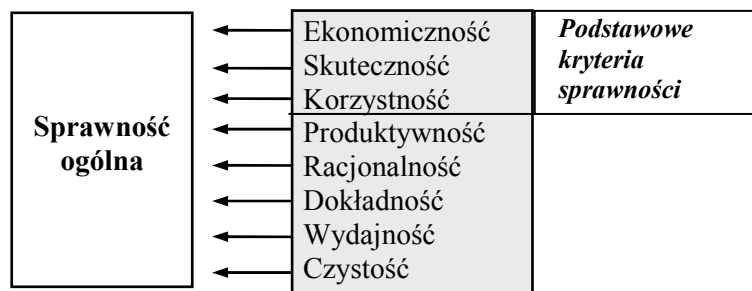 Sprawność
ogólna
Ekonomiczność
Skuteczność
Korzystność
Produktywność
Racjonalność
Dokładność
Wydajność
Czystość
Podstawowe
kryteria
sprawności